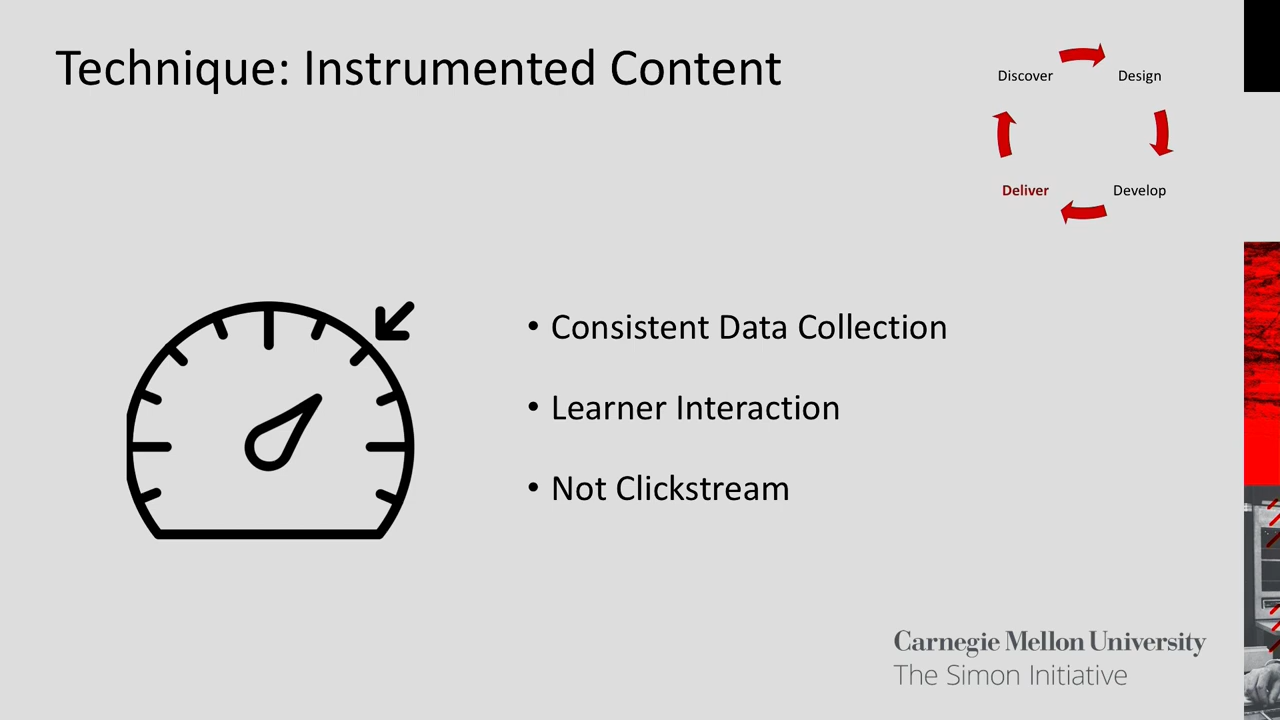 Technique: Instrumented Content
Discover
Design
Deliver
Develop
• Consistent Data Collection
• Learner Interaction
• Not Clickstream
Carnegie Mellon University
The Simon Initiative